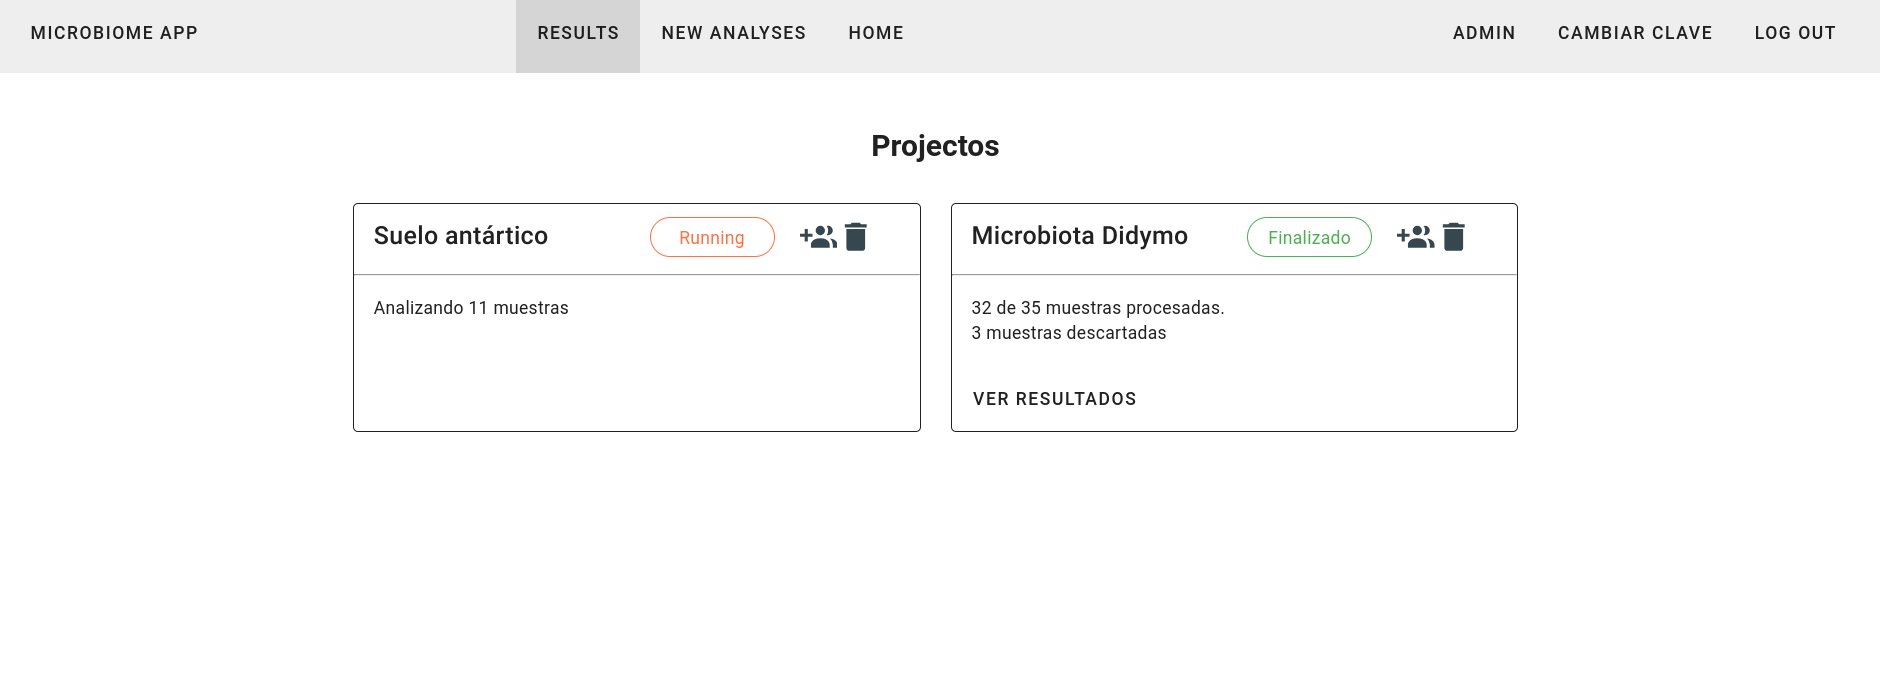 MICROBIOME APP RESULTS NEW ANALYSES HOME ADMIN CAMBIAR CLAVE LOG OUT
Projectos
Suelo antártico Running
Analizando 11 muestras
Microbiota Didymo Finalizado
32 de 35 muestras procesadas.
3 muestras descartadas
VER RESULTADOS